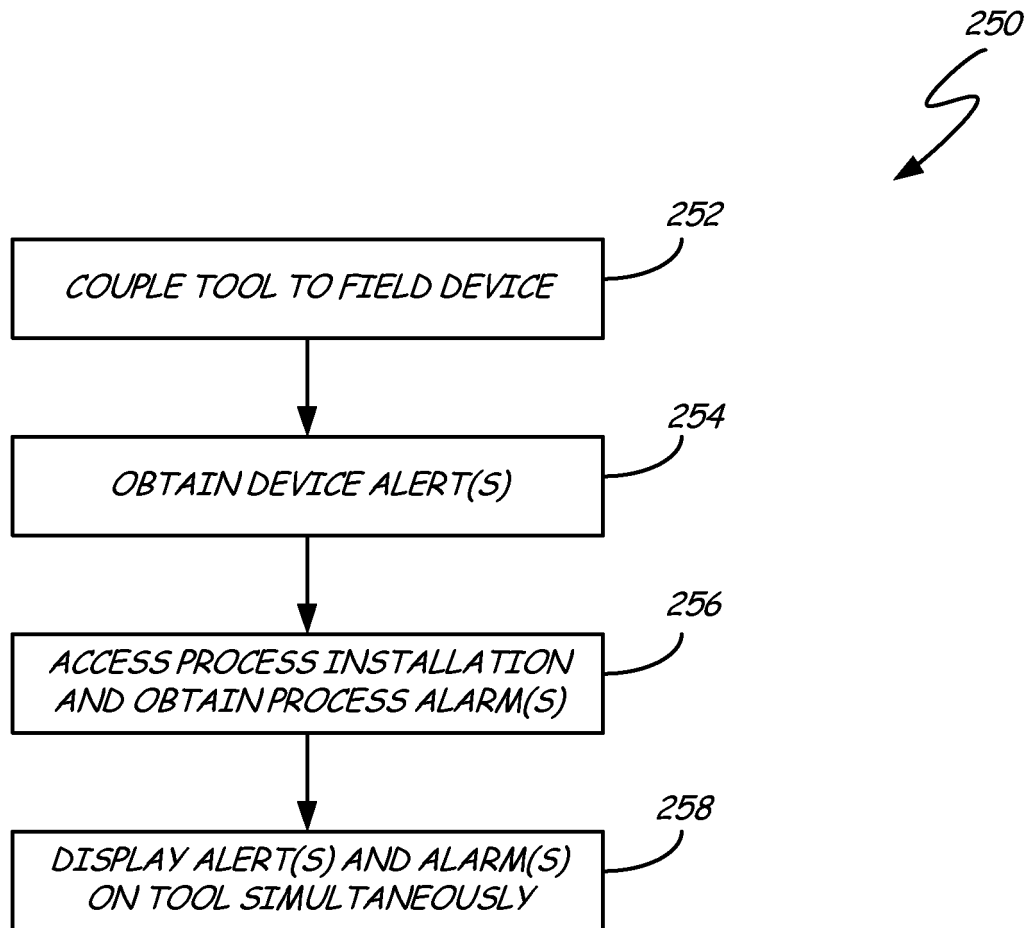 250
252
COUPLE TOOL TO FIELD DEVICE
254
OBTAIN DEVICE ALERT(S)
256
ACCESS PROCESS INSTALLATION
AND OBTAIN PROCESS ALARM(S)
258
DISPLAY ALERT(S) AND ALARM(S)
ON TOOL SIMULTANEOUSLY